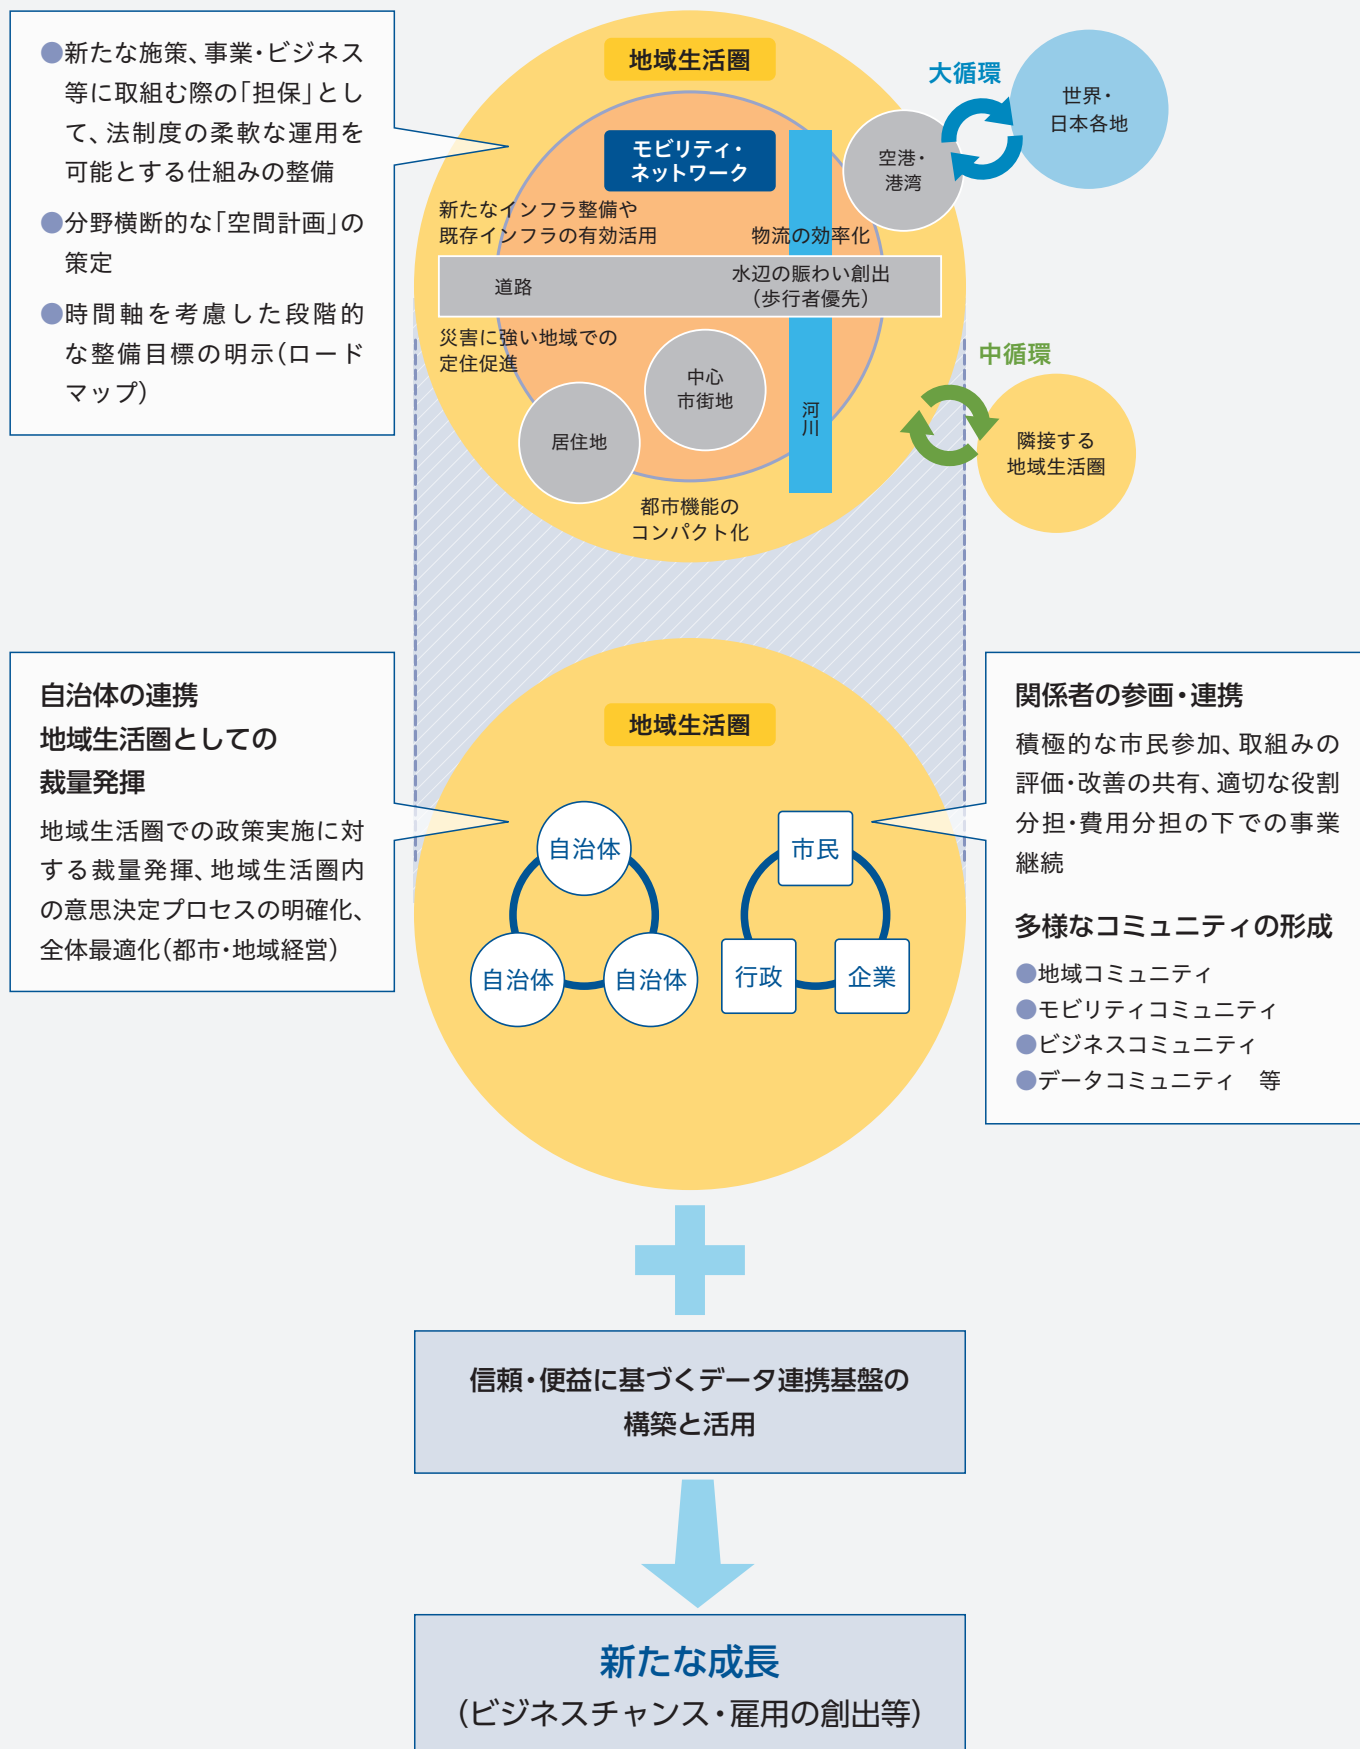 ●新たな施策、事業・ビジネス
等に取組む際の「担保」とし
て、法制度の柔軟な運用を
可能とする仕組みの整備
●分野横断的な「空間計画」の
策定
●時間軸を考慮した段階的
な整備目標の明示(ロード
マップ)
地域生活圏
モビリティ・
ネットワーク
新たなインフラ整備や
既存インフラの有効活用
物流の効率化
道路
水辺の賑わい創出
(歩行者優先)
災害に強い地域での
定住促進
中心
市街地
居住地
河川
都市機能の
コンパクト化
空港・
港湾
大循環
世界・
日本各地
中循環
隣接する
地域生活圏
自治体の連携
地域生活圏としての
裁量発揮
地域生活圏での政策実施に対
する裁量発揮、地域生活圏内
の意思決定プロセスの明確化、
全体最適化(都市・地域経営)
地域生活圏
自治体
自治体
自治体
市民
行政
企業
関係者の参画・連携
積極的な市民参加、取組みの
評価・改善の共有、適切な役割
分担・費用分担の下での事業
継続
多様なコミュニティの形成
●地域コミュニティ
●モビリティコミュニティ
●ビジネスコミュニティ
●データコミュニティ　等
信頼・便益に基づくデータ連携基盤の
構築と活用
新たな成長
(ビジネスチャンス・雇用の創出等)